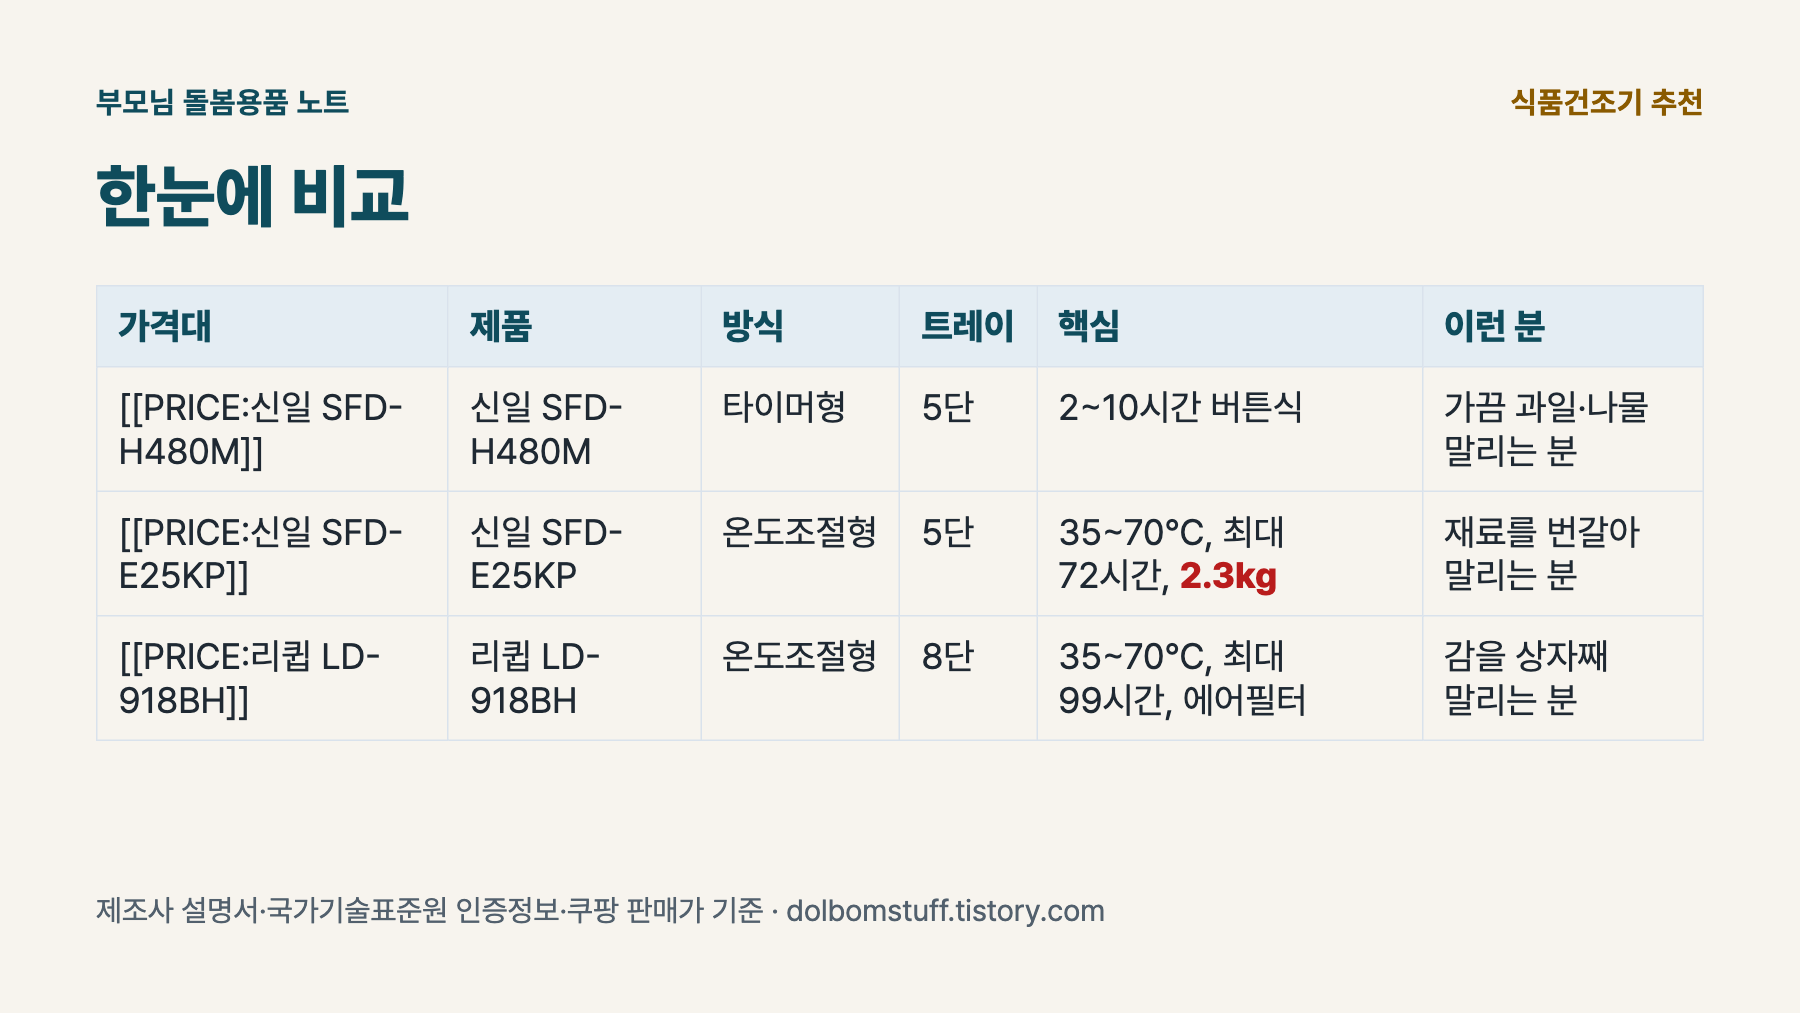 부모님 돌봄용품 노트
식품건조기 추천
한눈에 비교
가격대 제품 방식 트레이 핵심 이런 분
[[PRICE:신일 SFD-
H480M]]
신일 SFD-
H480M
타이머형
5단
2~10시간 버튼식
가끔 과일·나물
말리는 분
[[PRICE:신일 SFD-
E25KP]]
신일 SFD-
E25KP
온도조절형
5단
35~70°C, 최대
72시간, 2.3kg
재료를 번갈아
말리는 분
[[PRICE:리큅 LD-
918BH]]
리큅 LD-
918BH
온도조절형
8단
35~70°C, 최대
99시간, 에어필터
감을 상자째
말리는 분
제조사 설명서·국가기술표준원 인증정보·쿠팡 판매가 기준 · dolbomstuff.tistory.com